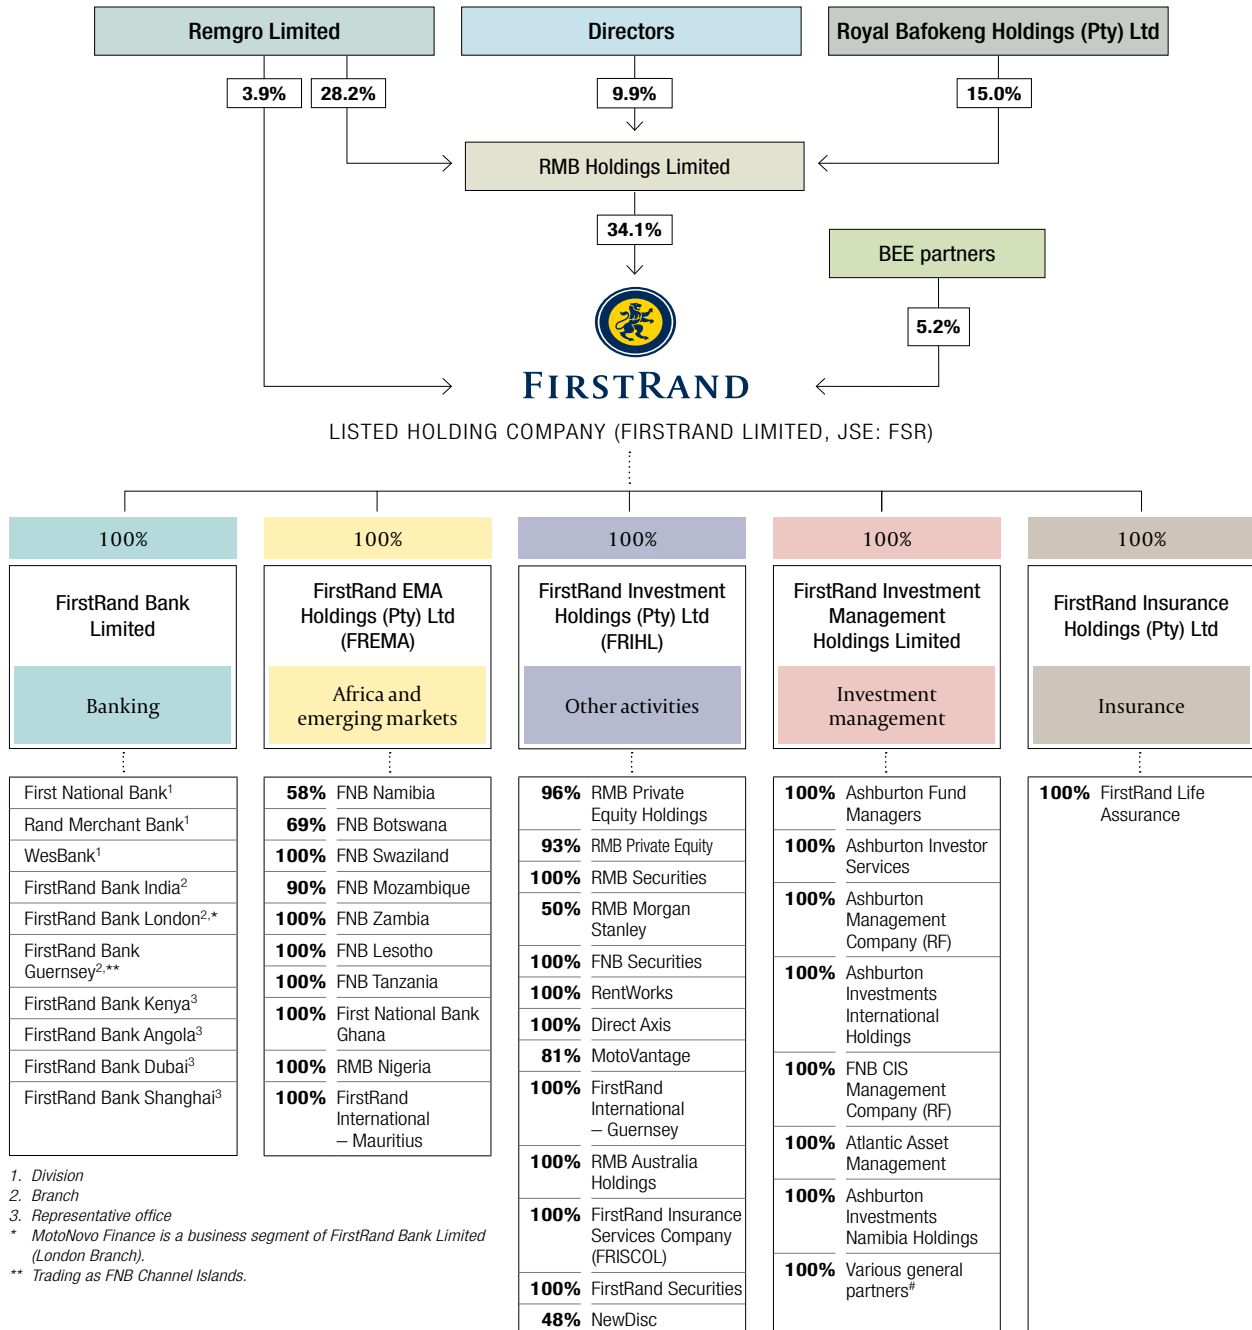 Remgro Limited
Directors
Royal Bafokeng Holdings (Pty) Ltd
3.9%
28.2%
9.9%
15.0%
RMB Holdings Limited
34.1%
BEE partners
5.2%
FIRSTRAND
LISTED HOLDING COMPANY (FIRSTRAND LIMITED, JSE: FSR)
100%
100%
100%
100%
100%
FirstRand Bank
Limited
Banking
FirstRand EMA
Holdings (Pty) Ltd
(FREMA)
Africa and
emerging markets
FirstRand Investment
Holdings (Pty) Ltd
(FRIHL)
Other activities
FirstRand Investment
Management
Holdings Limited
Investment
management
FirstRand Insurance
Holdings (Pty) Ltd
Insurance
First National Bank¹
Rand Merchant Bank¹
WesBank¹
FirstRand Bank India²
FirstRand Bank London²,*
FirstRand Bank
Guernsey²,**
FirstRand Bank Kenya³
FirstRand Bank Angola³
FirstRand Bank Dubai³
FirstRand Bank Shanghai³
58% FNB Namibia
69% FNB Botswana
100% FNB Swaziland
90% FNB Mozambique
100% FNB Zambia
100% FNB Lesotho
100% FNB Tanzania
100% First National Bank
Ghana
100% RMB Nigeria
100% FirstRand
International
– Mauritius
96% RMB Private
Equity Holdings
93% RMB Private Equity
100% RMB Securities
50% RMB Morgan
Stanley
100% FNB Securities
100% RentWorks
100% Direct Axis
81% MotoVantage
100% FirstRand
International
– Guernsey
100% RMB Australia
Holdings
100% FirstRand Insurance
Services Company
(FRISCOL)
100% FirstRand Securities
48% NewDisc
100% Ashburton Fund
Managers
100% Ashburton Investor
Services
100% Ashburton
Management
Company (RF)
100% Ashburton
Investments
International
Holdings
100% FNB CIS
Management
Company (RF)
100% Atlantic Asset
Management
100% Ashburton
Investments
Namibia Holdings
100% Various general
partners#
100% FirstRand Life
Assurance
1. Division
2. Branch
3. Representative office
* MotoNovo Finance is a business segment of FirstRand Bank Limited
(London Branch).
** Trading as FNB Channel Islands.